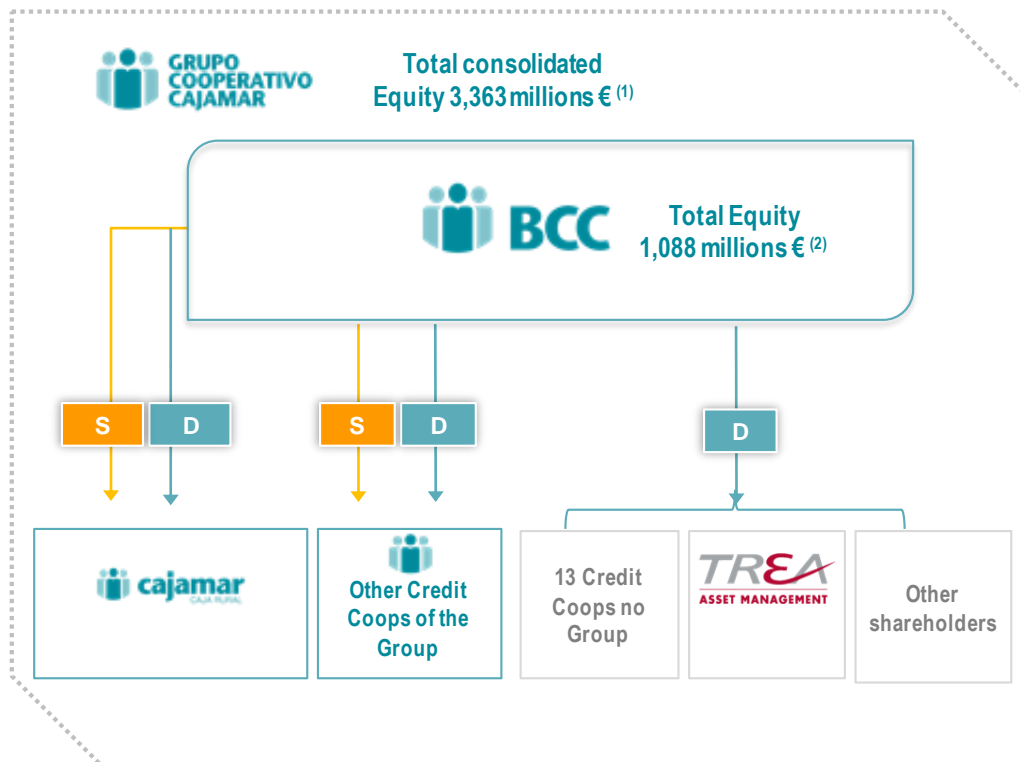 GRUPO
COOPERATIVO
CAJAMAR
Total consolidated
Equity 3,363 millions € (1)
BCC
Total Equity
1,088 millions € (2)
S
D
S
D
D
cajamar
CAJA RURAL
Other Credit
Coops of the
Group
13 Credit
Coops no
Group
TREA
ASSET MANAGEMENT
Other
shareholders